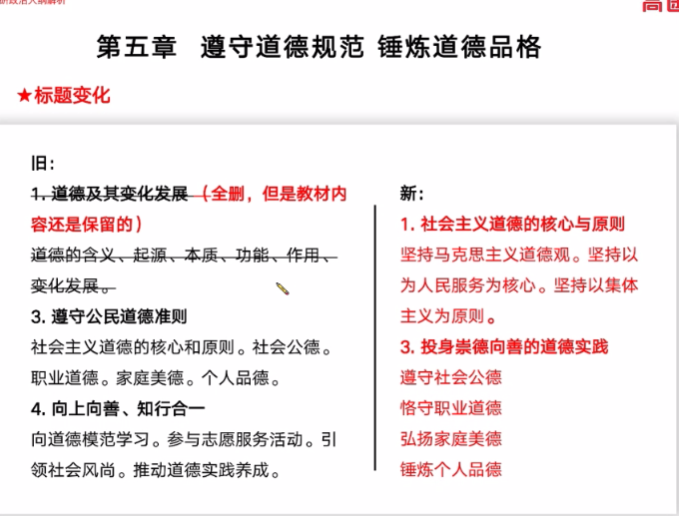 第五章 遵守道德规范 锤炼道德品格
★标题变化
旧：
1. 道德及其变化发展（全删，但是教材内
容还是保留的）
道德的含义、起源、本质、功能、作用、
变化发展。
3. 遵守公民道德准则
社会主义道德的核心和原则。社会公德。
职业道德。家庭美德。个人品德。
4. 向上向善、知行合一
向道德模范学习。参与志愿服务活动。引
领社会风尚。推动道德实践养成。
新：
1. 社会主义道德的核心与原则
坚持马克思主义道德观。坚持以
为人民服务为核心。坚持以集体
主义为原则。
3. 投身崇德向善的道德实践
遵守社会公德
恪守职业道德
弘扬家庭美德
锤炼个人品德